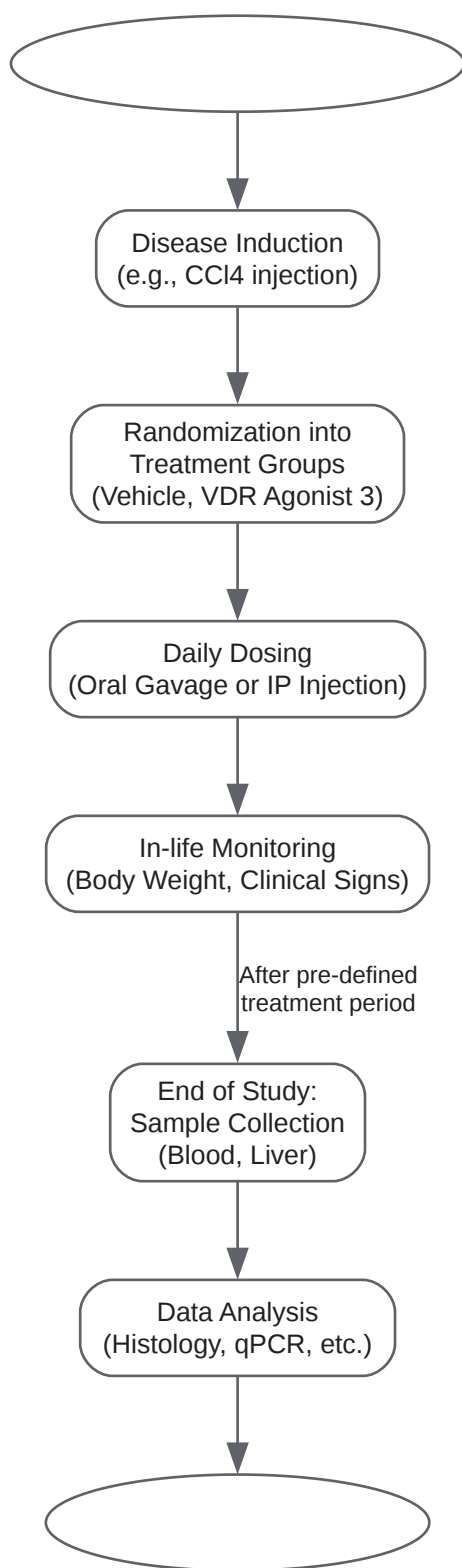 Disease Induction
(e.g., CCl4 injection)
Randomization into
Treatment Groups
(Vehicle, VDR Agonist 3)
Daily Dosing
(Oral Gavage or IP Injection)
In-life Monitoring
(Body Weight, Clinical Signs)
After pre-defined
treatment period
End of Study:
Sample Collection
(Blood, Liver)
Data Analysis
(Histology, qPCR, etc.)